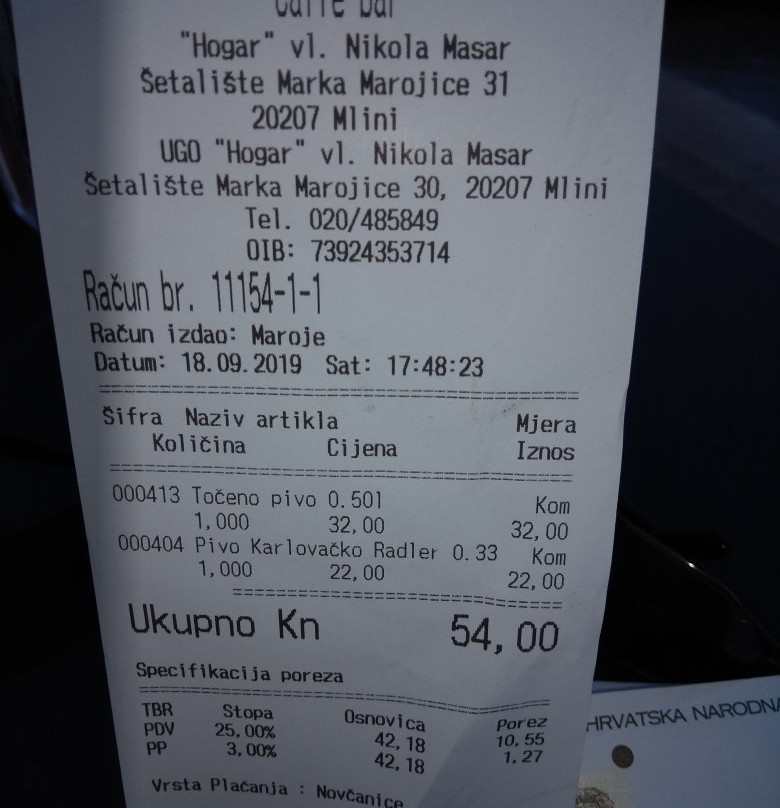 Caffe bar
"Hogar" vl. Nikola Masar
Šetalište Marka Marojice 31
20207 Mlini
UGO "Hogar" vl. Nikola Masar
Šetalište Marka Marojice 30, 20207 Mlini
Tel. 020/485849
OIB: 73924353714
Račun br. 11154-1-1
Račun izdao: Maroje
Datum: 18.09.2019 Sat: 17:48:23
Šifra Naziv artikla Mjera
Količina Cijena Iznos
000413 Točeno pivo 0.50l Kom
1,000 32,00 32,00
000404 Pivo Karlovačko Radler 0.33 Kom
1,000 22,00 22,00
Ukupno Kn 54,00
Specifikacija poreza
TBR Stopa Osnovica Porez
PDV 25,00% 42,18 10,55
PP 3,00% 42,18 1,27
Vrsta Plaćanja : Novčanice
HRVATSKA NARODNA